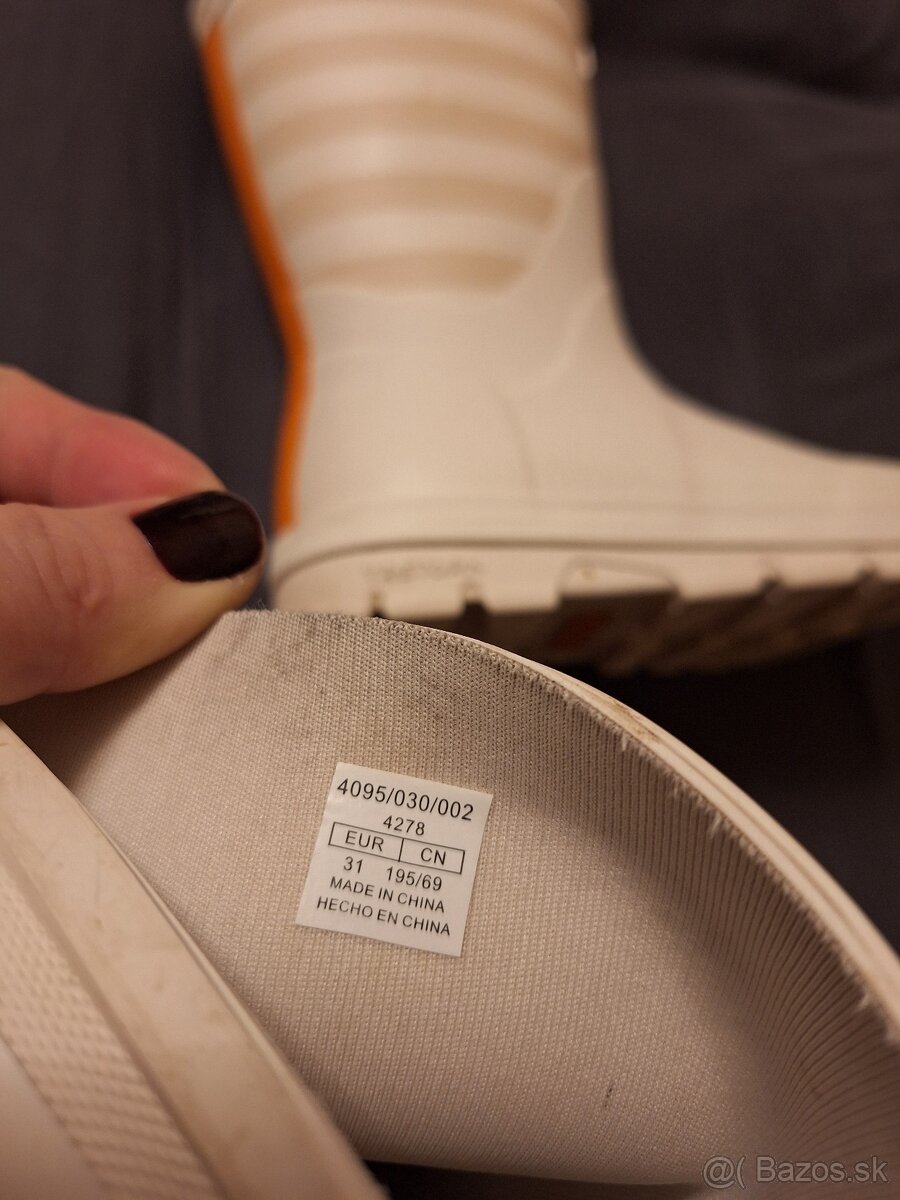 4095/030/002
4278
EUR CN
31 195/69
MADE IN CHINA
HECHO EN CHINA
@( Bazos.sk